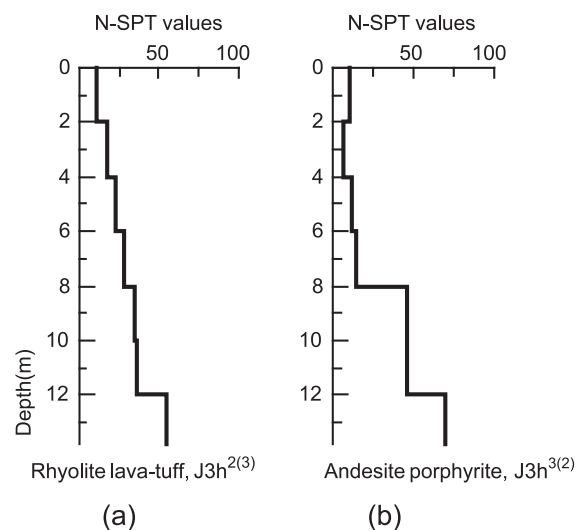 N-SPT values
0 50 100
0
2
4
6
8
10
12
Depth(m)
Rhyolite lava-tuff, J3h2(3)
(a)
N-SPT values
50 100
0
2
4
6
8
10
12
Andesite porphyrite, J3h3(2)
(b)